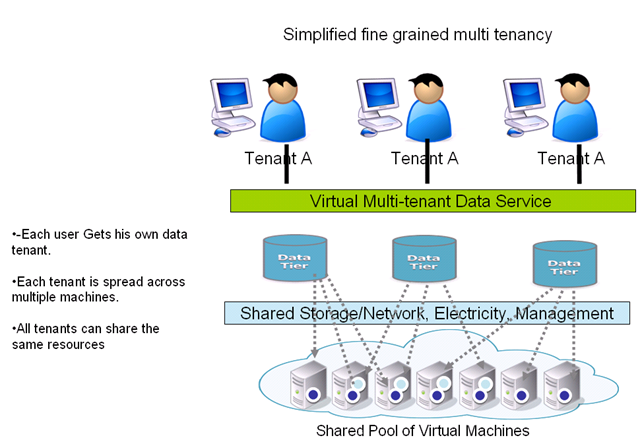 Simplified fine grained multi tenancy
Tenant A
Tenant A
Tenant A
Virtual Multi-tenant Data Service
•-Each user Gets his own data
tenant.
•Each tenant is spread across
multiple machines.
•All tenants can share the
same resources
Data
Tier
Data
Tier
Data
Tier
Shared Storage/Network, Electricity, Management
Shared Pool of Virtual Machines